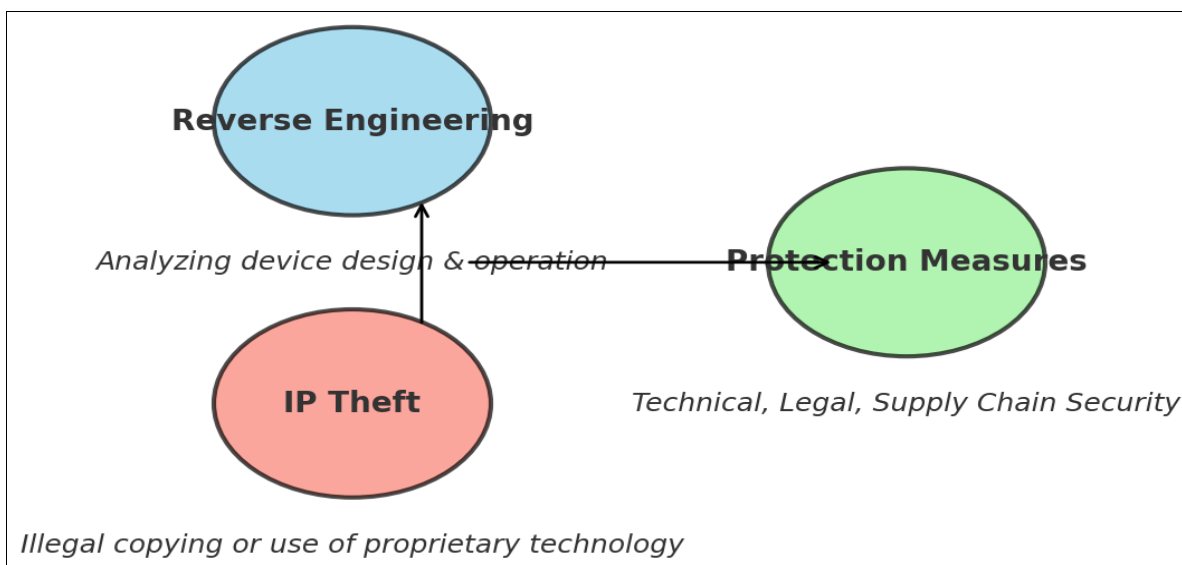 Reverse Engineering
Analyzing device design & operation
Protection Measures
IP Theft
Technical, Legal, Supply Chain Security
Illegal copying or use of proprietary technology